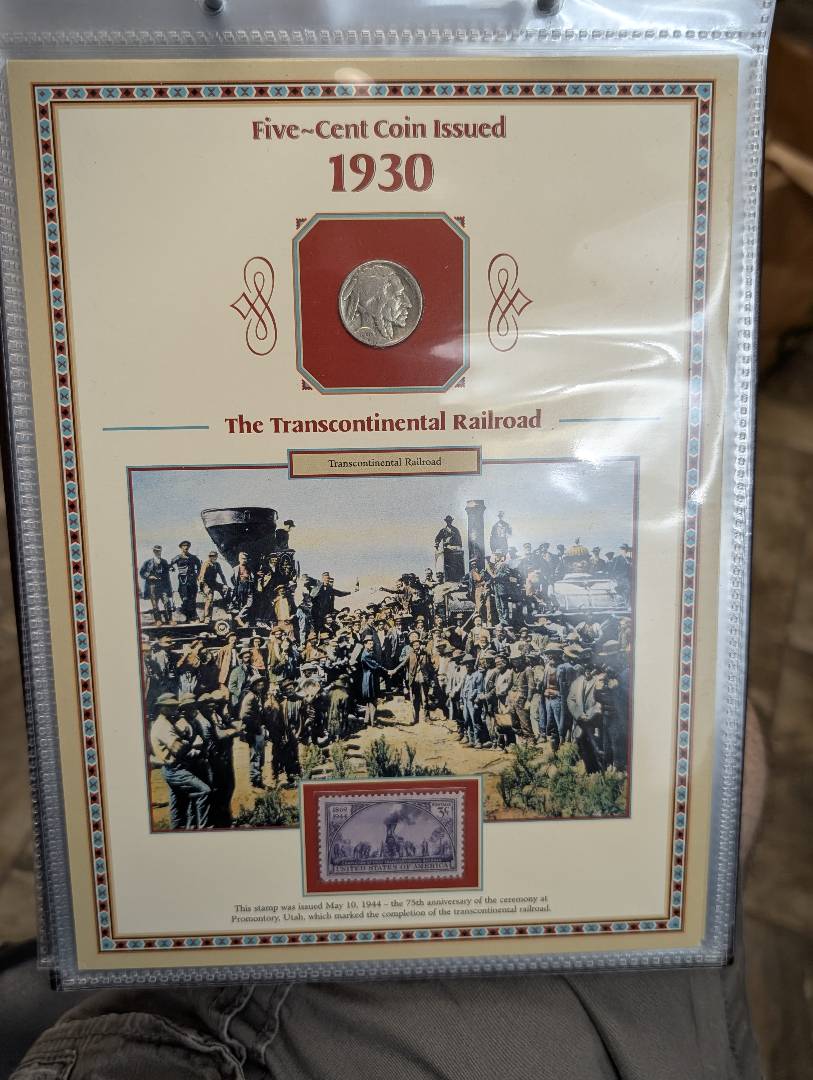 Five~Cent Coin Issued
1930
The Transcontinental Railroad
Transcontinental Railroad
1869
1944
POSTAGE
3¢
UNITED STATES OF AMERICA
This stamp was issued May 10, 1944 - the 75th anniversary of the ceremony at
Promontory, Utah, which marked the completion of the transcontinental railroad.